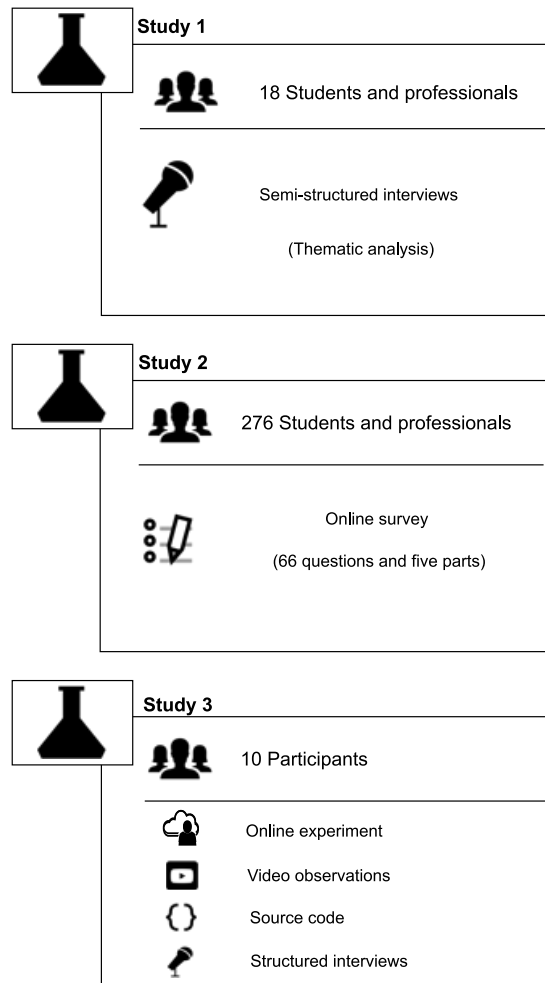 Study 1
18 Students and professionals
Semi-structured interviews
(Thematic analysis)
Study 2
276 Students and professionals
Online survey
(66 questions and five parts)
Study 3
10 Participants
Online experiment
Video observations
Source code
Structured interviews